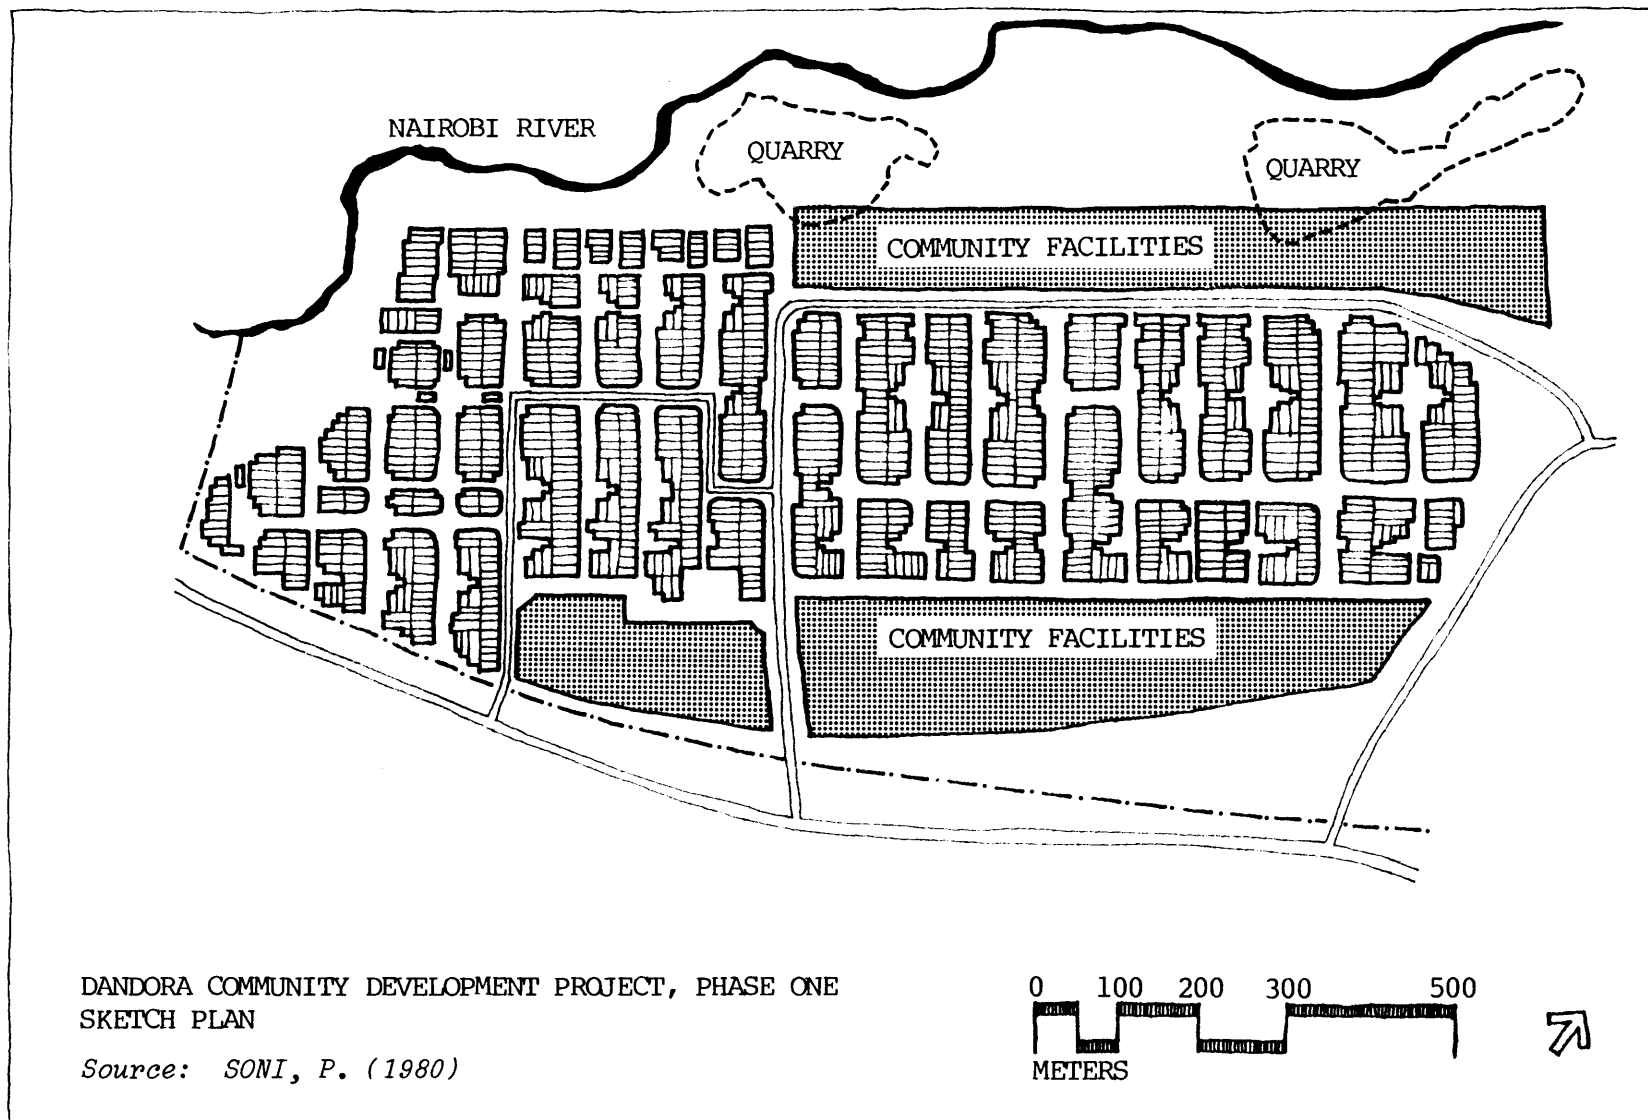 NAIROBI RIVER
QUARRY
QUARRY
COMMUNITY FACILITIES
COMMUNITY FACILITIES
DANDORA COMMUNITY DEVELOPMENT PROJECT, PHASE ONE
SKETCH PLAN
Source: SONI, P. (1980)
0 100 200 300 500
METERS